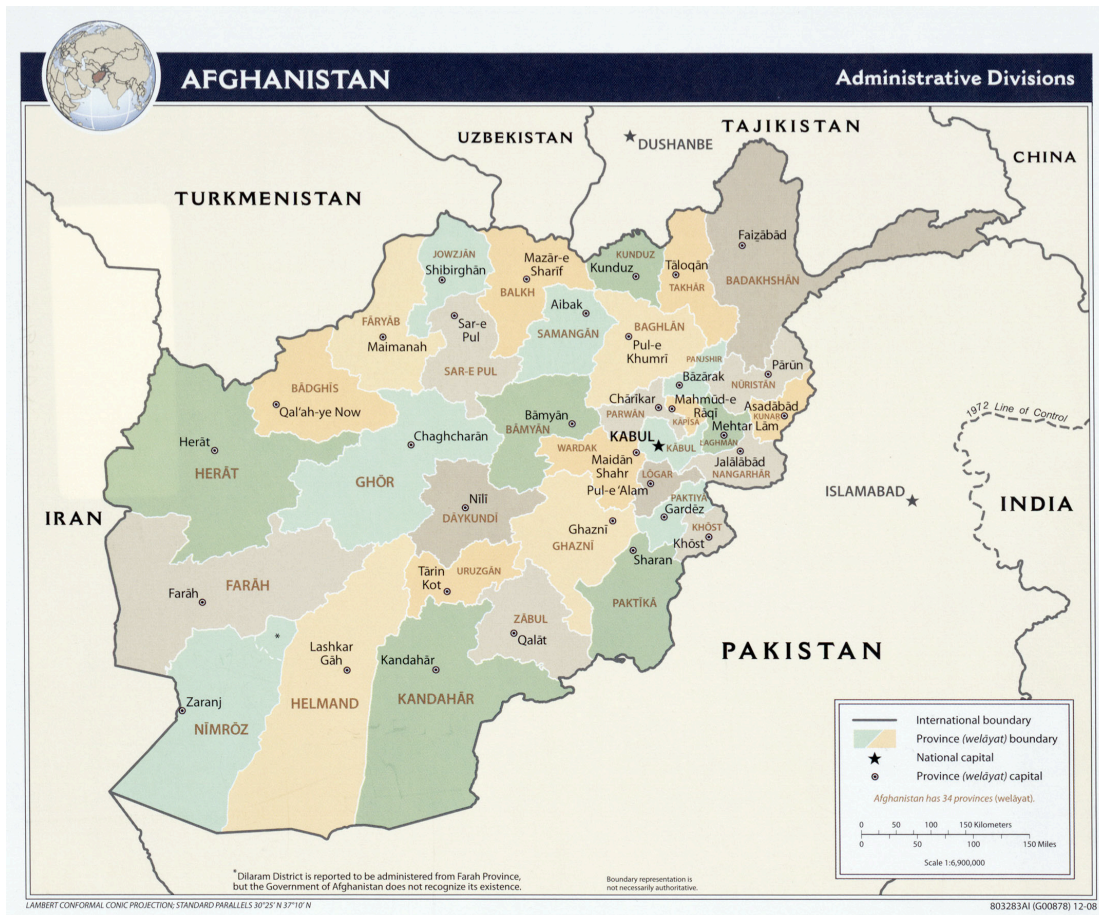 AFGHANISTAN
Administrative Divisions
UZBEKISTAN
TAJIKISTAN
DUSHANBE
CHINA
TURKMENISTAN
Faizābād
BADAKHSHĀN
JOWZJĀN
Shibirghān
Mazār-e
Sharīf
BALKH
KUNDUZ
Kunduz
Tāloqān
TAKHĀR
Aibak
SAMANGĀN
BAGHLĀN
Pul-e
Khumrī
FĀRYĀB
Maimanah
Sar-e
Pul
SAR-E PUL
PANJSHIR
Bāzārak
Pārūn
NŪRISTĀN
BĀDGHĪS
Qal‘ah-ye Now
Chārīkar
PARWĀN
Mahmūd-e
Rāqī
KĀPĪSA
Asadābād
KUNAR
Mehtar Lām
LAGHMĀN
Bāmyān
BĀMYĀN
KABUL
KĀBUL
Jalālābād
NANGARHĀR
Herāt
HERĀT
Chaghcharān
GHŌR
WARDAK
Maidān
Shahr
LŌGAR
Pul-e ‘Alam
1972 Line of Control
IRAN
Nīlī
DĀYKUNDĪ
Ghaznī
GHAZNĪ
PAKTIYĀ
Gardēz
KHŌST
Khōst
ISLAMABAD
INDIA
Sharan
PAKTĪKĀ
Farāh
FARĀH
Tārin
Kot
URUZGĀN
ZĀBUL
Qalāt
*
Lashkar
Gāh
HELMAND
Kandahār
KANDAHĀR
PAKISTAN
Zaranj
NĪMRŌZ
International boundary
Province (welāyat) boundary
National capital
Province (welāyat) capital
Afghanistan has 34 provinces (welāyat).
0 50 100 150 Kilometers
0 50 100 150 Miles
Scale 1:6,900,000
*Dilaram District is reported to be administered from Farah Province,
but the Government of Afghanistan does not recognize its existence.
Boundary representation is
not necessarily authoritative.
LAMBERT CONFORMAL CONIC PROJECTION; STANDARD PARALLELS 30°25' N 37°10' N
803283AI (G00878) 12-08